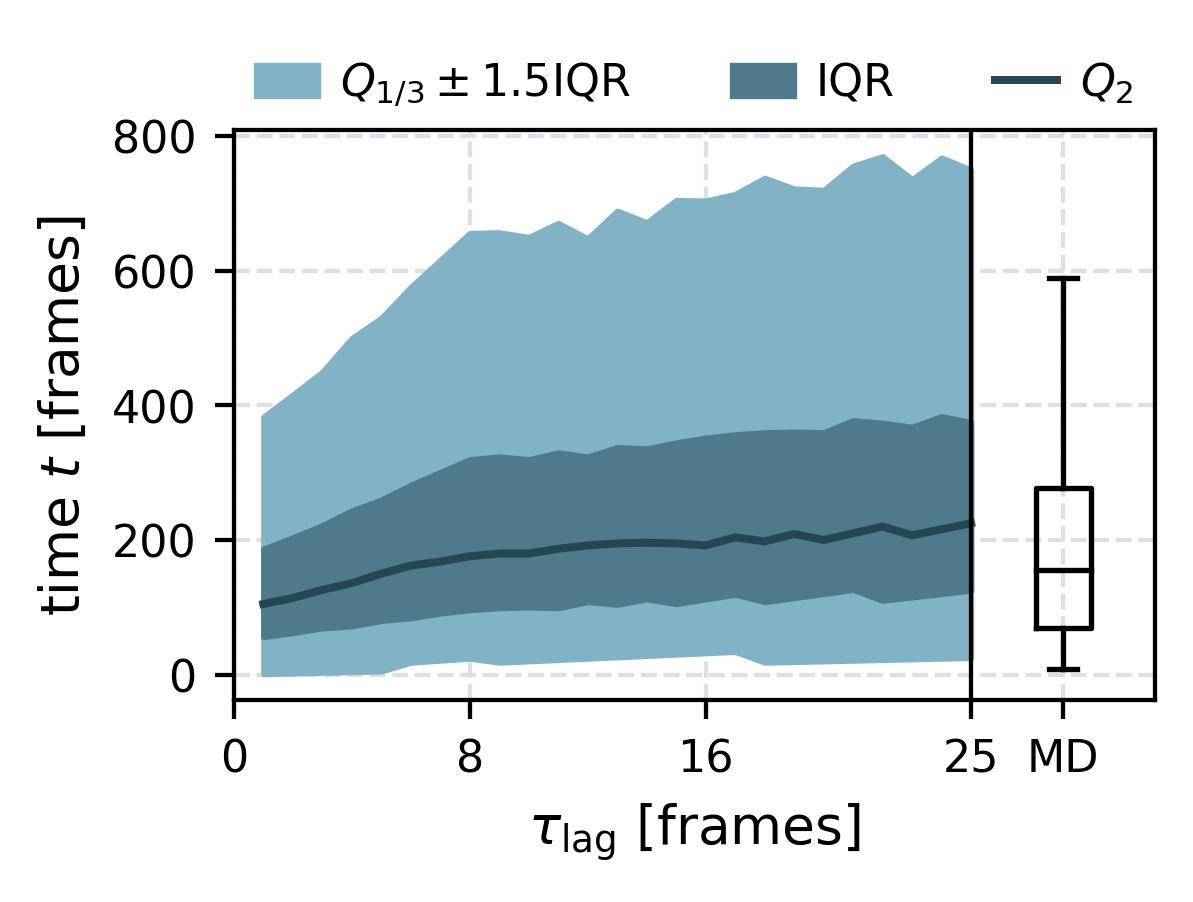 Q1/3 ± 1.5IQR IQR Q2
800
600
400
200
0
time t [frames]
0 8 16 25 MD
τlag [frames]